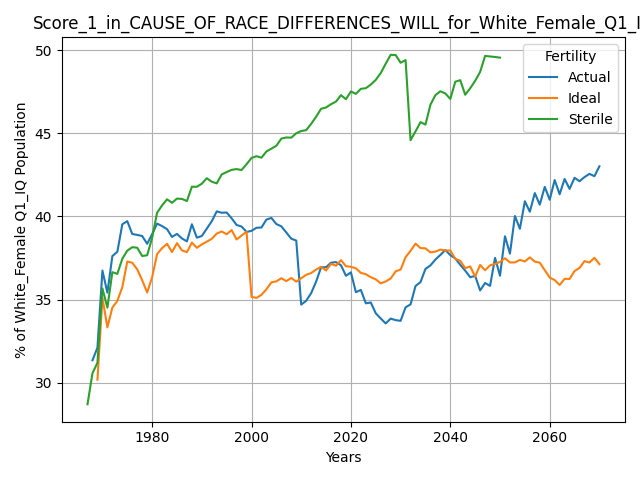 Score_1_in_CAUSE_OF_RACE_DIFFERENCES_WILL_for_White_Female_Q1_I
Fertility
Actual
Ideal
Sterile
% of White_Female Q1_IQ Population
50
45
40
35
30
1980
2000
2020
2040
2060
Years